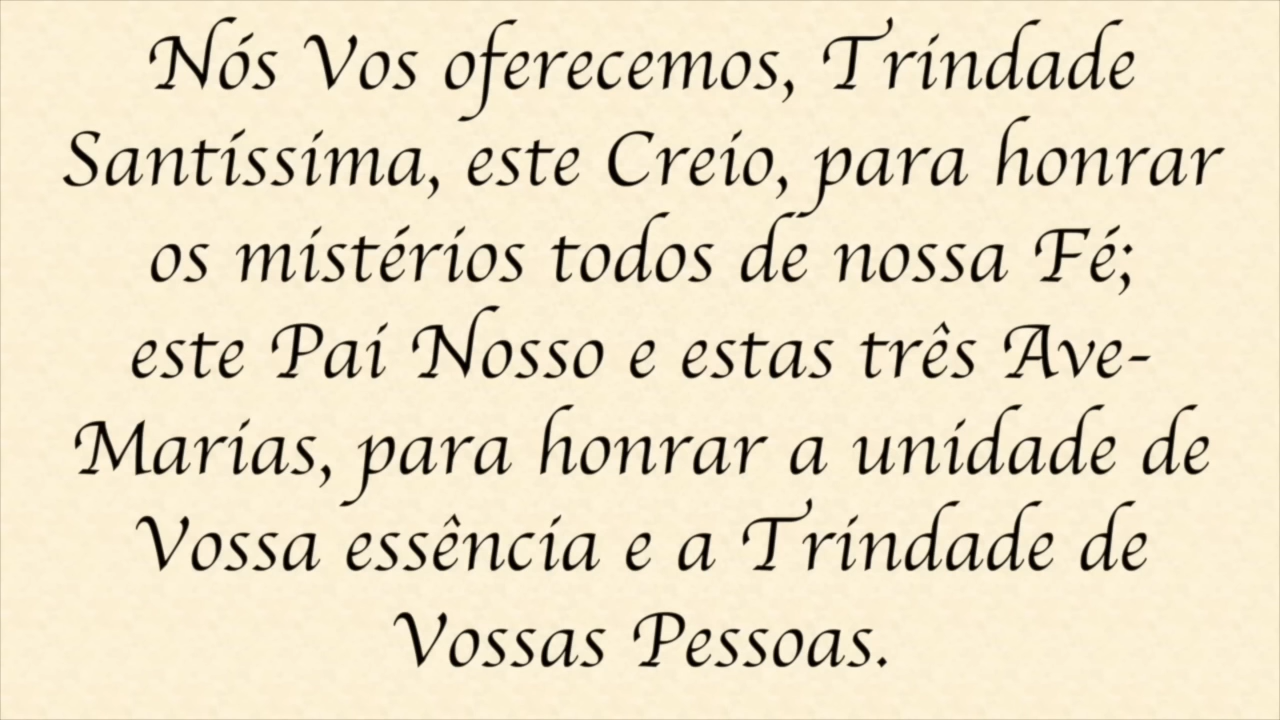 Nós Vos oferecemos, Trindade
Santíssima, este Creio, para honrar
os mistérios todos de nossa Fé;
este Pai Nosso e estas três Ave-
Marias, para honrar a unidade de
Vossa essência e a Trindade de
Vossas Pessoas.